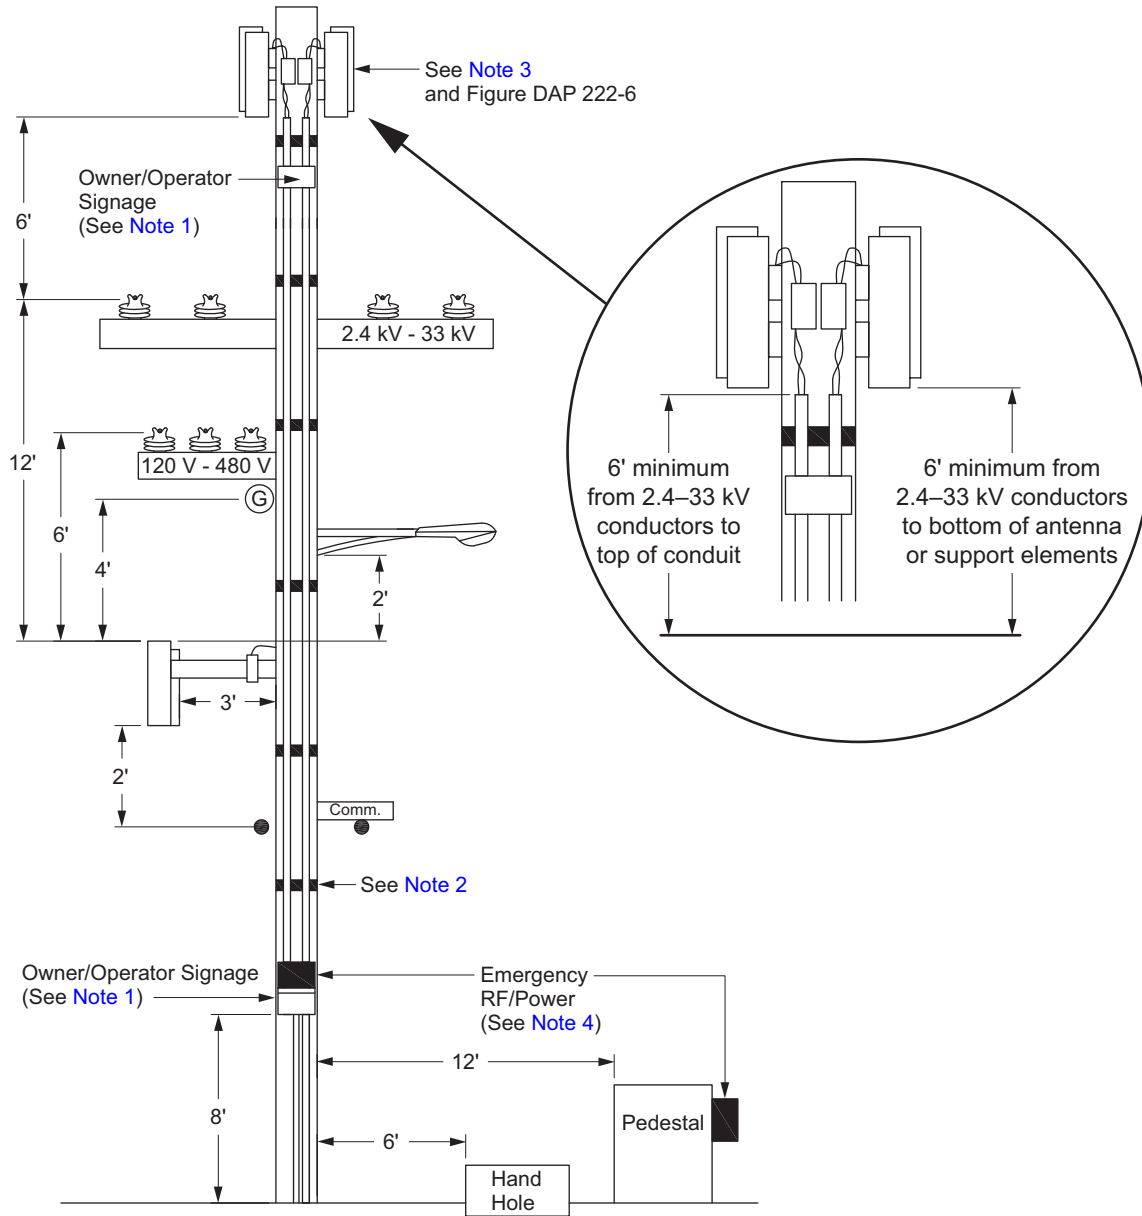 See Note 3
and Figure DAP 222-6
Owner/Operator
Signage
(See Note 1)
6'
2.4 kV - 33 kV
12'
120 V - 480 V
G
6'
4'
2'
3'
2'
Comm.
See Note 2
6' minimum
from 2.4–33 kV
conductors to
top of conduit
6' minimum from
2.4–33 kV conductors
to bottom of antenna
or support elements
Owner/Operator Signage
(See Note 1)
Emergency
RF/Power
(See Note 4)
12'
8'
6'
Pedestal
Hand
Hole